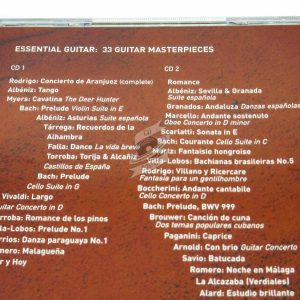 ESSENTIAL GUITAR: 33 GUITAR MASTERPIECES
CD 1
Rodrigo: Concierto de Aranjuez (complete)
Albéniz: Tango
Myers: Cavatina The Deer Hunter
Bach: Prelude Violin Suite in E
Albéniz: Asturias Suite española
Tárrega: Recuerdos de la
Alhambra
Falla: Dance La vida breve
Torroba: Torija & Alcañiz
Castillos de España
Bach: Prelude
Cello Suite in G
Vivaldi: Largo
Guitar Concerto in D
rroba: Romance de los pinos
lla-Lobos: Prelude No.1
rrios: Danza paraguaya No.1
Romero: Malagueña
er y Hoy
CD 2
Romance
Albéniz: Sevilla & Granada
Suite española
Granados: Andaluza Danzas españolas
Marcello: Andante sostenuto
Oboe Concerto in D minor
Scarlatti: Sonata in E
Bach: Courante Cello Suite in C
Fantaisie hongroise
Villa-Lobos: Bachianas brasileiras No.5
Rodrigo: Villano y Ricercare
Fantasía para un gentilhombre
Boccherini: Andante cantabile
Cello Concerto in D
Bach: Prelude, BWV 999
Brouwer: Canción de cuna
Dos temas populares cubanos
Paganini: Caprice
Arnold: Con brio Guitar Concerto
Savio: Batucada
Romero: Noche en Málaga
La Alcazaba (Verdiales)
Alard: Estudio brillante